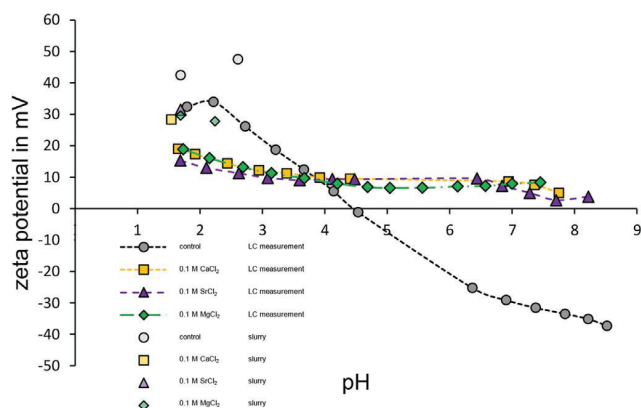 60
50
40
30
20
10
0
-10
-20
-30
-40
-50
zeta potential in mV
1 2 3 4 5 6 7 8 9
pH
control LC measurement
0.1 M CaCl₂ LC measurement
0.1 M SrCl₂ LC measurement
0.1 M MgCl₂ LC measurement
control slurry
0.1 M CaCl₂ slurry
0.1 M SrCl₂ slurry
0.1 M MgCl₂ slurry